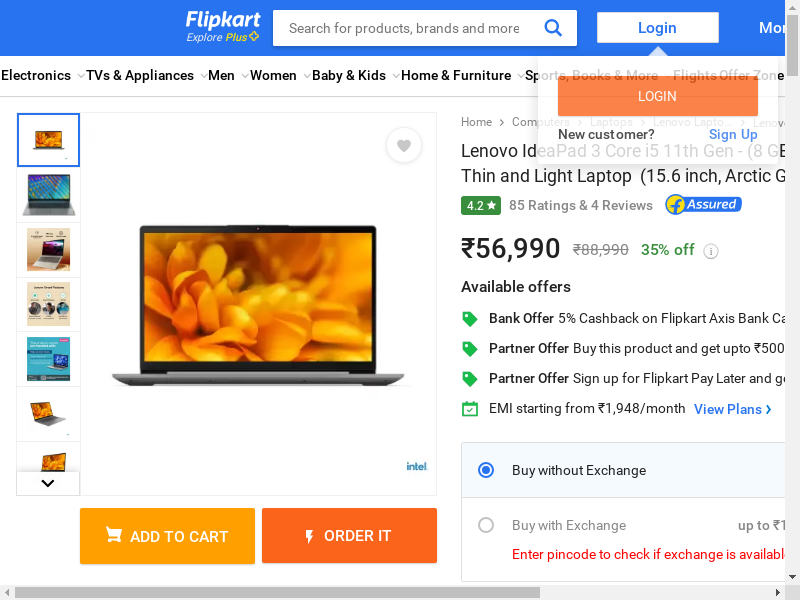 Flipkart
Explore Plus
Search for products, brands and more
Login
Electronics
TVs & Appliances
Men
Women
Baby & Kids
Home & Furniture
Sports, Books & More
Flights
Offer Zone
LOGIN
New customer?
Sign Up
Home
Computers
Laptops
Lenovo Lapto...
Lenovo IdeaPad 3 Core i5 11th Gen - (8 GB
Thin and Light Laptop (15.6 inch, Arctic G
4.2
85 Ratings & 4 Reviews
Assured
₹56,990
₹88,990
35% off
Available offers
Bank Offer 5% Cashback on Flipkart Axis Bank Ca
Partner Offer Buy this product and get upto ₹500
Partner Offer Sign up for Flipkart Pay Later and ge
EMI starting from ₹1,948/month
View Plans
intel
Buy without Exchange
Buy with Exchange
up to ₹1
Enter pincode to check if exchange is availabl
ADD TO CART
ORDER IT